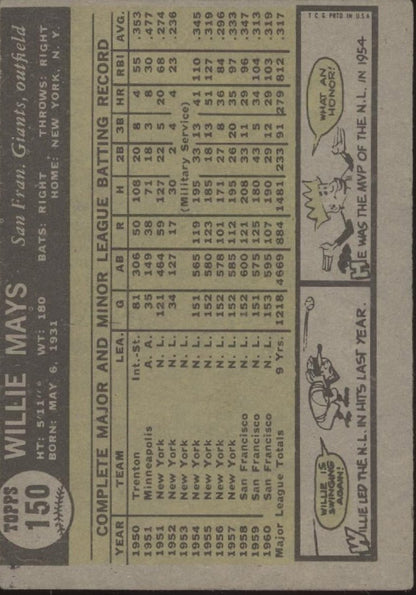 TOPPS
150
WILLIE MAYS San Fran. Giants, outfield
HT: 5'11" WT: 180 BATS: RIGHT THROWS: RIGHT
BORN: MAY 6, 1931 HOME: NEW YORK, N. Y.
COMPLETE MAJOR AND MINOR LEAGUE BATTING RECORD
YEAR TEAM LEA. G AB R H 2B 3B HR RBI AVG.
1950 Trenton Int.-St. 81 306 50 108 20 8 4 55 .353
1951 Minneapolis A. A. 35 149 38 71 18 3 8 30 .477
1951 New York N. L. 121 464 59 127 22 5 20 68 .274
1952 New York N. L. 34 127 17 30 2 4 4 23 .236
1953 New York N. L. (Military Service)
1954 New York N. L. 151 565 119 195 33 13 41 110 .345
1955 New York N. L. 152 580 123 185 18 13 51 127 .319
1956 New York N. L. 152 578 101 171 27 8 36 84 .296
1957 New York N. L. 152 585 112 195 26 20 35 97 .333
1958 San Francisco N. L. 152 600 121 208 33 11 29 96 .347
1959 San Francisco N. L. 151 575 125 180 43 5 34 104 .313
1960 San Francisco N. L. 153 595 107 190 29 12 29 103 .319
Major League Totals 9 Yrs. 1218 4669 884 1481 233 91 279 812 .317
WILLIE IS
SWINGING
AGAIN!
WILLIE LED THE N.L. IN HITS LAST YEAR.
WHAT AN
HONOR!
HE WAS THE MVP OF THE N.L. IN 1954
T.C.G. PRTD. IN U.S.A.